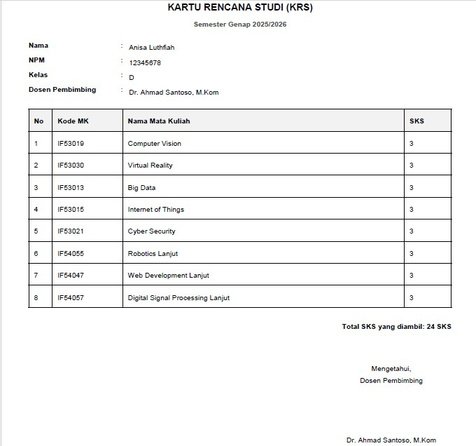 KARTU RENCANA STUDI (KRS)
Semester Genap 2025/2026
Nama : Anisa Luthfiah
NPM : 12345678
Kelas : D
Dosen Pembimbing : Dr. Ahmad Santoso, M.Kom
No Kode MK Nama Mata Kuliah SKS
1 IF53019 Computer Vision 3
2 IF53030 Virtual Reality 3
3 IF53013 Big Data 3
4 IF53015 Internet of Things 3
5 IF53021 Cyber Security 3
6 IF54055 Robotics Lanjut 3
7 IF54047 Web Development Lanjut 3
8 IF54057 Digital Signal Processing Lanjut 3
Total SKS yang diambil: 24 SKS
Mengetahui,
Dosen Pembimbing
Dr. Ahmad Santoso, M.Kom